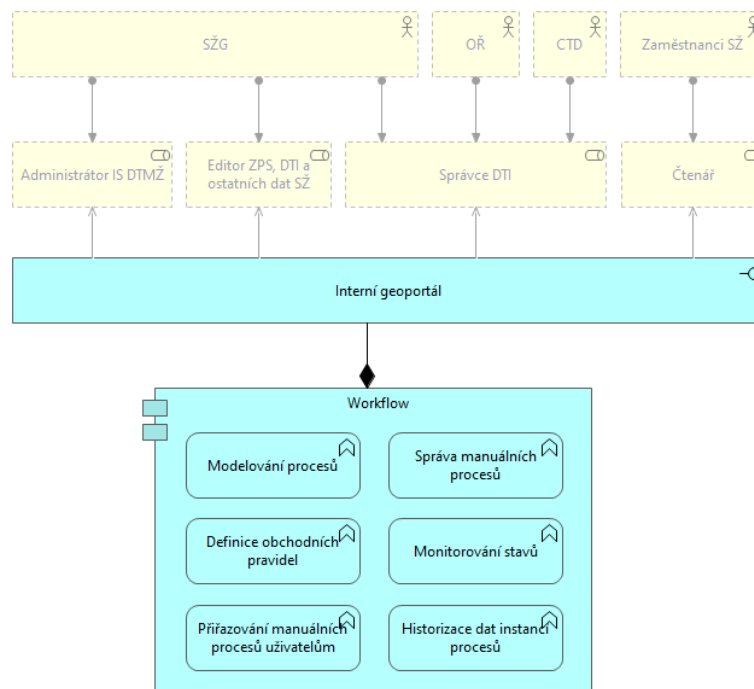 SŽG
OŘ
CTD
Zaměstnanci SŽ
Administrátor IS DTMŽ
Editor ZPS, DTI a
ostatních dat SŽ
Správce DTI
Čtenář
Interní geoportál
Workflow
Modelování procesů
Správa manuálních
procesů
Definice obchodních
pravidel
Monitorování stavů
Přiřazování manuálních
procesů uživatelům
Historizace dat instancí
procesů